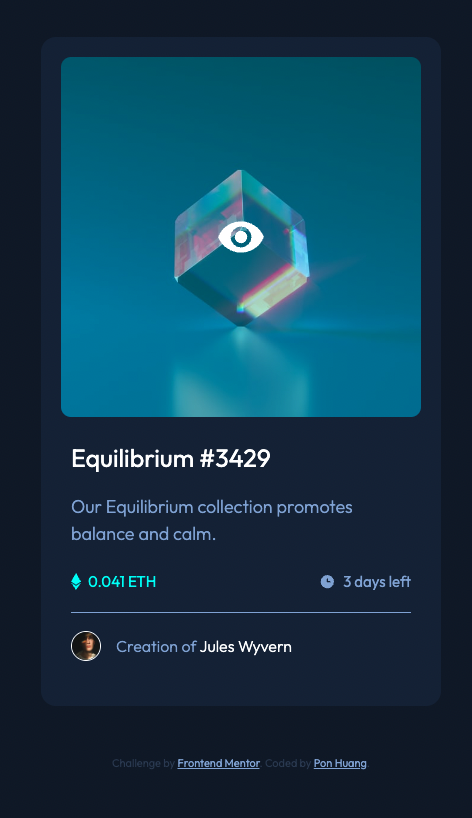 Equilibrium #3429
Our Equilibrium collection promotes
balance and calm.
0.041 ETH
3 days left
Creation of Jules Wyvern
Challenge by Frontend Mentor. Coded by Pon Huang.